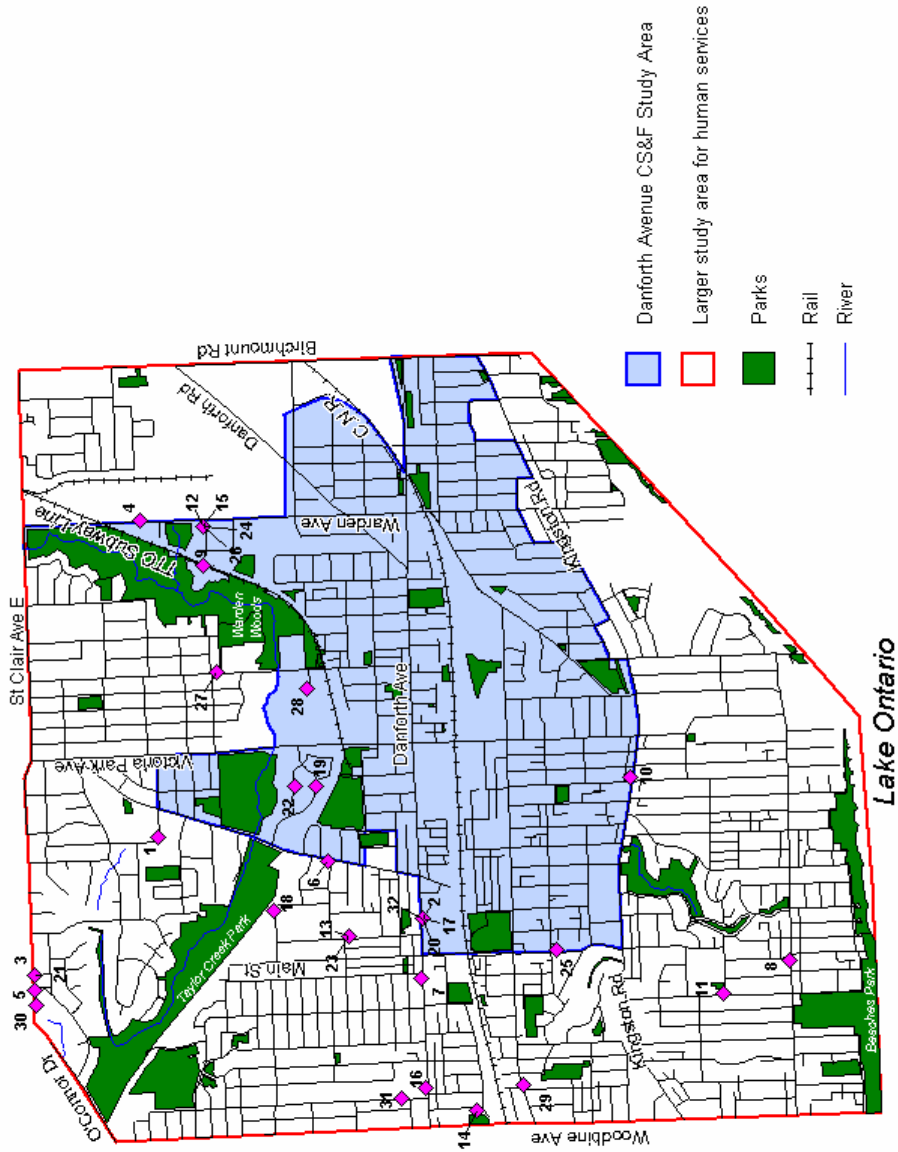 St Clair Ave E
O'Connor Dr
30
5
3
21
1
Taylor Creek Park
18
Victoria Park Ave
27
Warden Woods
TTC Subway Line
4
12
15
9
26
24
Danforth Rd
Birchmount Rd
C.N.R.
Warden Ave
22
19
28
6
13
23
Main St
32
2
20
17
7
Danforth Ave
31
16
14
29
25
Woodbine Ave
Kingston Rd
10
Kingston Rd
11
8
Beaches Park
Lake Ontario
Danforth Avenue CS&F Study Area
Larger study area for human services
Parks
Rail
River